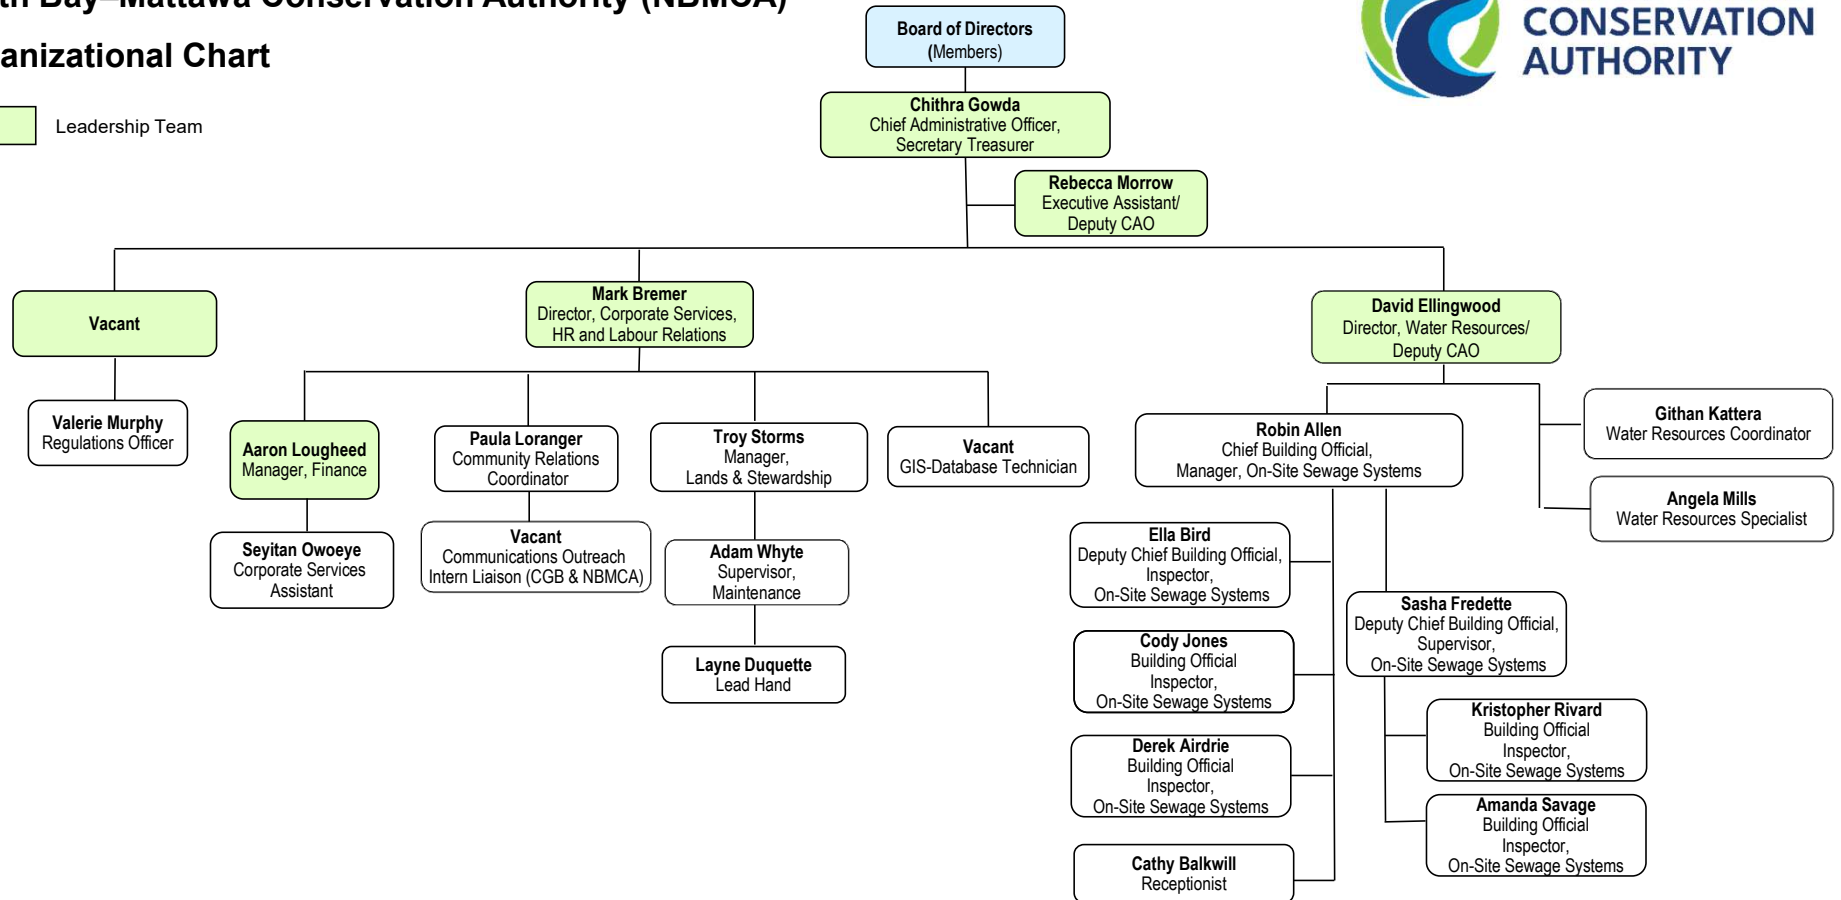 Bay–Mattawa Conservation Authority (NBMCA)
anizational Chart
Leadership Team
CONSERVATION
AUTHORITY
Board of Directors
(Members)
Chithra Gowda
Chief Administrative Officer,
Secretary Treasurer
Rebecca Morrow
Executive Assistant/
Deputy CAO
Vacant
Valerie Murphy
Regulations Officer
Mark Bremer
Director, Corporate Services,
HR and Labour Relations
Aaron Lougheed
Manager, Finance
Seyitan Owoeye
Corporate Services
Assistant
Paula Loranger
Community Relations
Coordinator
Vacant
Communications Outreach
Intern Liaison (CGB & NBMCA)
Troy Storms
Manager,
Lands & Stewardship
Adam Whyte
Supervisor,
Maintenance
Layne Duquette
Lead Hand
Vacant
GIS-Database Technician
David Ellingwood
Director, Water Resources/
Deputy CAO
Robin Allen
Chief Building Official,
Manager, On-Site Sewage Systems
Githan Kattera
Water Resources Coordinator
Angela Mills
Water Resources Specialist
Ella Bird
Deputy Chief Building Official,
Inspector,
On-Site Sewage Systems
Cody Jones
Building Official
Inspector,
On-Site Sewage Systems
Derek Airdrie
Building Official
Inspector,
On-Site Sewage Systems
Cathy Balkwill
Receptionist
Sasha Fredette
Deputy Chief Building Official,
Supervisor,
On-Site Sewage Systems
Kristopher Rivard
Building Official
Inspector,
On-Site Sewage Systems
Amanda Savage
Building Official
Inspector,
On-Site Sewage Systems